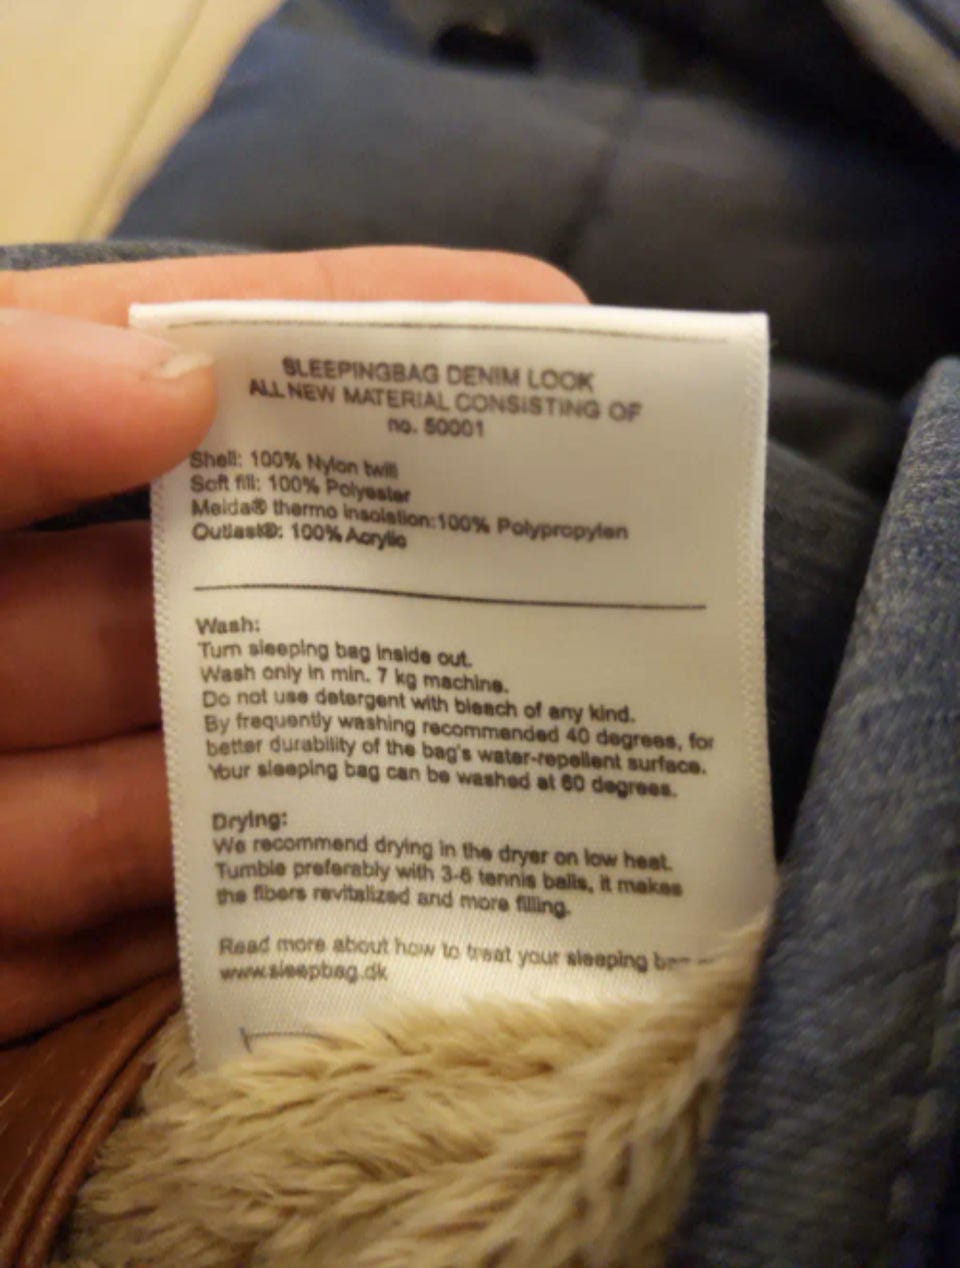 SLEEPINGBAG DENIM LOOK
ALL NEW MATERIAL CONSISTING OF
no. 50001
Shell: 100% Nylon twill
Soft fill: 100% Polyester
Melda® thermo insolation:100% Polypropylen
Outlast®: 100% Acrylic
Wash:
Turn sleeping bag inside out.
Wash only in min. 7 kg machine.
Do not use detergent with bleach of any kind.
By frequently washing recommended 40 degrees, for
better durability of the bag's water-repellent surface.
Your sleeping bag can be washed at 60 degrees.
Drying:
We recommend drying in the dryer on low heat.
Tumble preferably with 3-6 tennis balls, it makes
the fibers revitalized and more filling.
Read more about how to treat your sleeping
www.sleepbag.dk